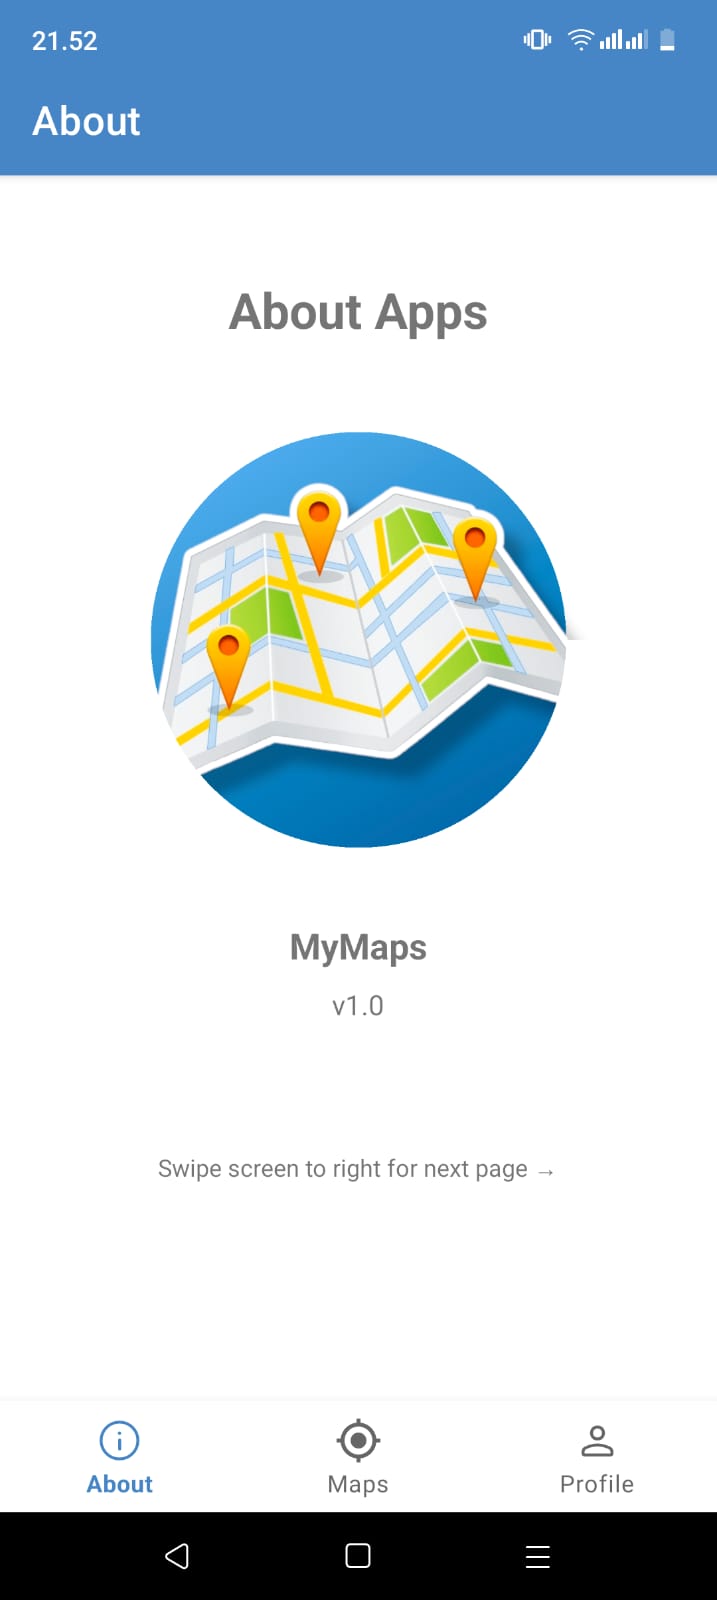 21.52
About
About Apps
MyMaps
v1.0
Swipe screen to right for next page →
About
Maps
Profile